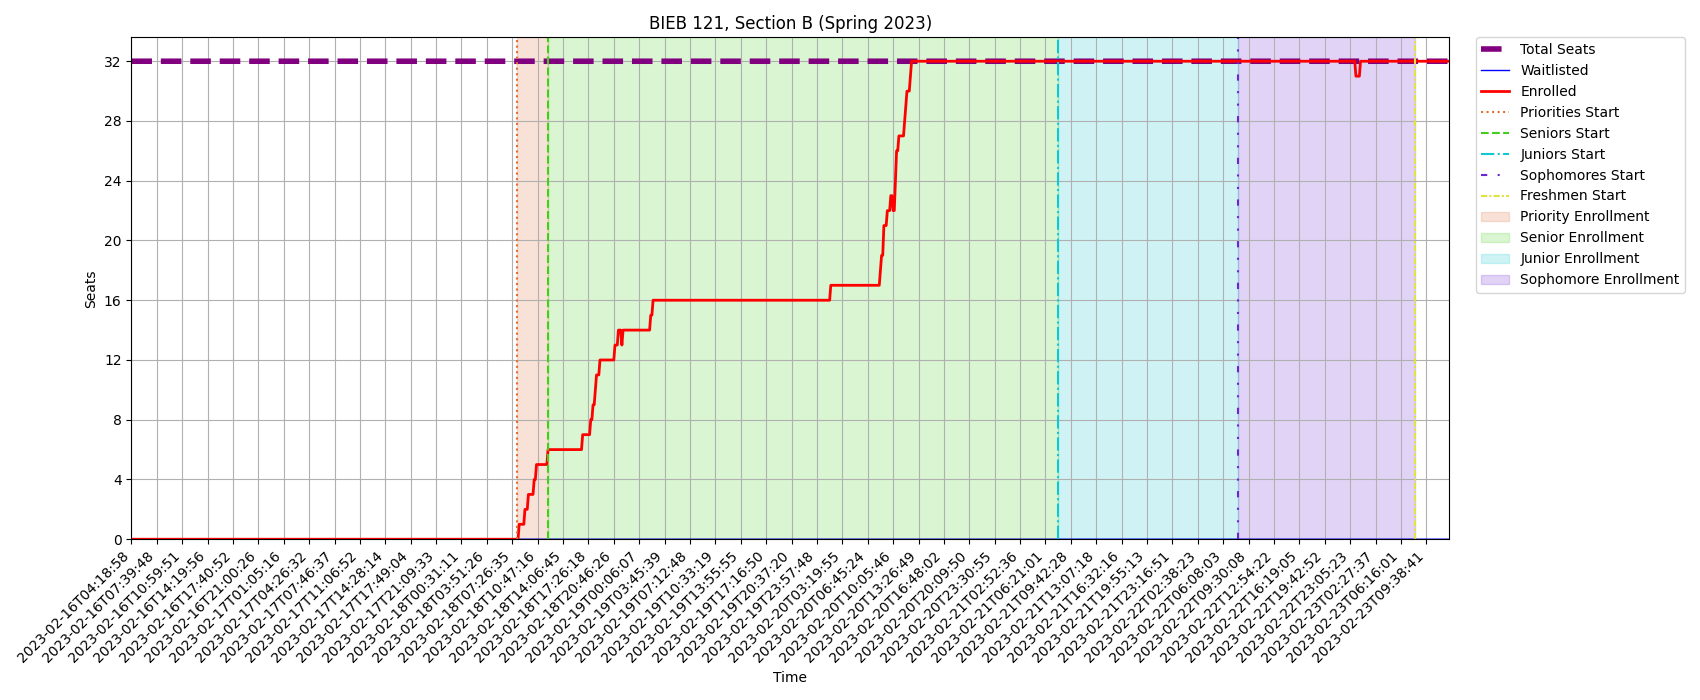 BIEB 121, Section B (Spring 2023)
Total Seats
Waitlisted
Enrolled
Priorities Start
Seniors Start
Juniors Start
Sophomores Start
Freshmen Start
Priority Enrollment
Senior Enrollment
Junior Enrollment
Sophomore Enrollment
Seats
32
28
24
20
16
12
8
4
0
2023-02-16T04:18:58
2023-02-16T07:39:48
2023-02-16T10:59:51
2023-02-16T14:19:56
2023-02-16T17:40:52
2023-02-16T21:00:26
2023-02-17T01:05:16
2023-02-17T04:26:32
2023-02-17T07:46:37
2023-02-17T11:06:52
2023-02-17T14:28:14
2023-02-17T17:49:04
2023-02-17T21:09:33
2023-02-18T00:31:11
2023-02-18T03:51:26
2023-02-18T07:26:35
2023-02-18T10:47:16
2023-02-18T14:06:45
2023-02-18T17:26:18
2023-02-18T20:46:26
2023-02-19T00:06:07
2023-02-19T03:45:39
2023-02-19T07:12:48
2023-02-19T10:33:19
2023-02-19T13:55:55
2023-02-19T17:16:50
2023-02-19T20:37:20
2023-02-19T23:57:48
2023-02-20T03:19:55
2023-02-20T06:45:24
2023-02-20T10:05:46
2023-02-20T13:26:49
2023-02-20T16:48:02
2023-02-20T20:09:50
2023-02-20T23:30:55
2023-02-21T02:52:36
2023-02-21T06:21:01
2023-02-21T09:42:28
2023-02-21T13:07:18
2023-02-21T16:32:16
2023-02-21T19:55:13
2023-02-21T23:16:51
2023-02-22T02:38:23
2023-02-22T06:08:03
2023-02-22T09:30:08
2023-02-22T12:54:22
2023-02-22T16:19:05
2023-02-22T19:42:52
2023-02-22T23:05:23
2023-02-23T02:27:37
2023-02-23T06:16:01
2023-02-23T09:38:41
Time